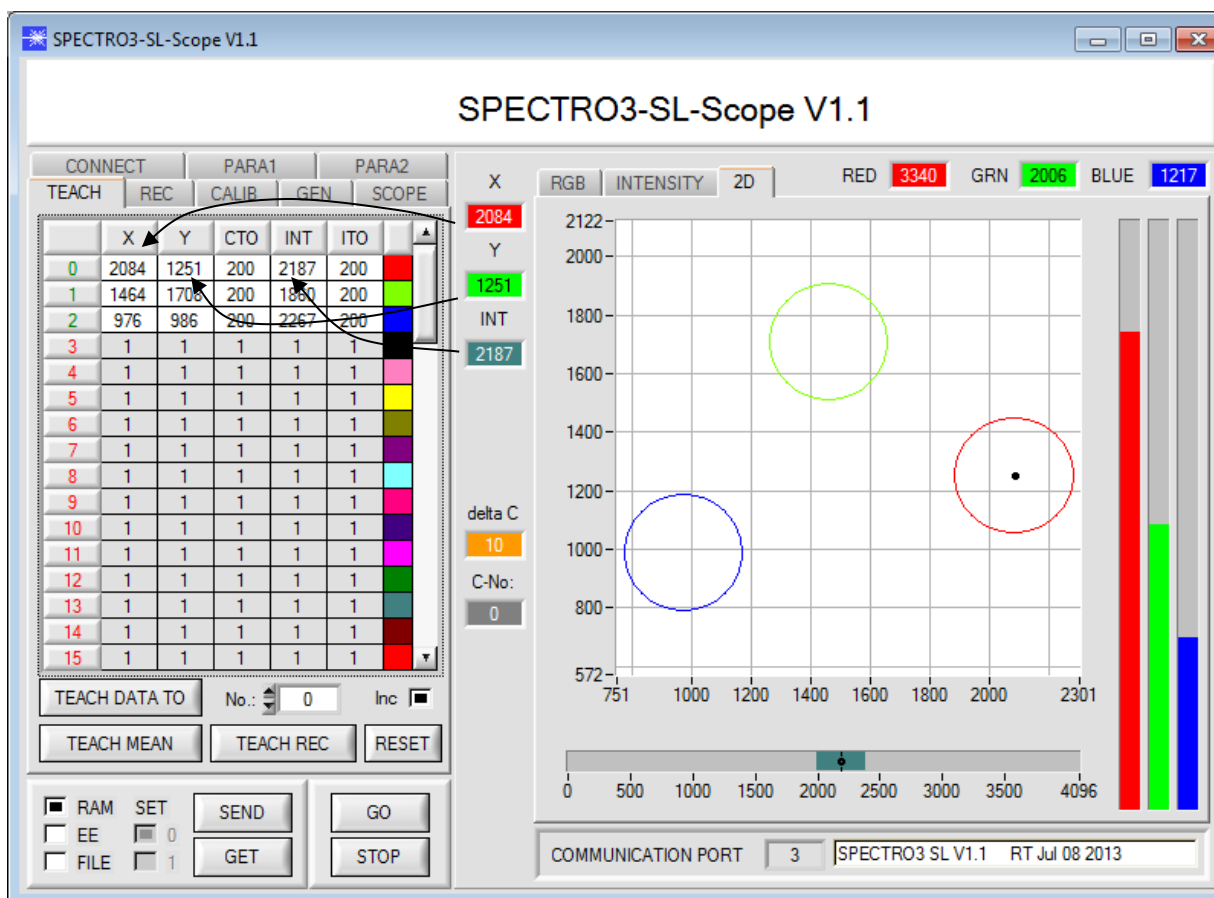 SPECTRO3-SL-Scope V1.1
SPECTRO3-SL-Scope V1.1
CONNECT PARA1 PARA2
TEACH REC CALIB GEN SCOPE
X Y CTO INT ITO
0 2084 1251 200 2187 200
1 1464 1708 200 1860 200
2 976 986 200 2267 200
3 1 1 1 1 1
4 1 1 1 1 1
5 1 1 1 1 1
6 1 1 1 1 1
7 1 1 1 1 1
8 1 1 1 1 1
9 1 1 1 1 1
10 1 1 1 1 1
11 1 1 1 1 1
12 1 1 1 1 1
13 1 1 1 1 1
14 1 1 1 1 1
15 1 1 1 1 1
TEACH DATA TO No.: 0 Inc
TEACH MEAN TEACH REC RESET
RAM SET
EE 0
FILE 1
SEND
GET
GO
STOP
X
2084
Y
1251
INT
2187
delta C
10
C-No:
0
RGB INTENSITY 2D
RED 3340 GRN 2006 BLUE 1217
2122
2000
1800
1600
1400
1200
1000
800
572
751 1000 1200 1400 1600 1800 2000 2301
0 500 1000 1500 2000 2500 3000 3500 4096
COMMUNICATION PORT 3 SPECTRO3 SL V1.1 RT Jul 08 2013